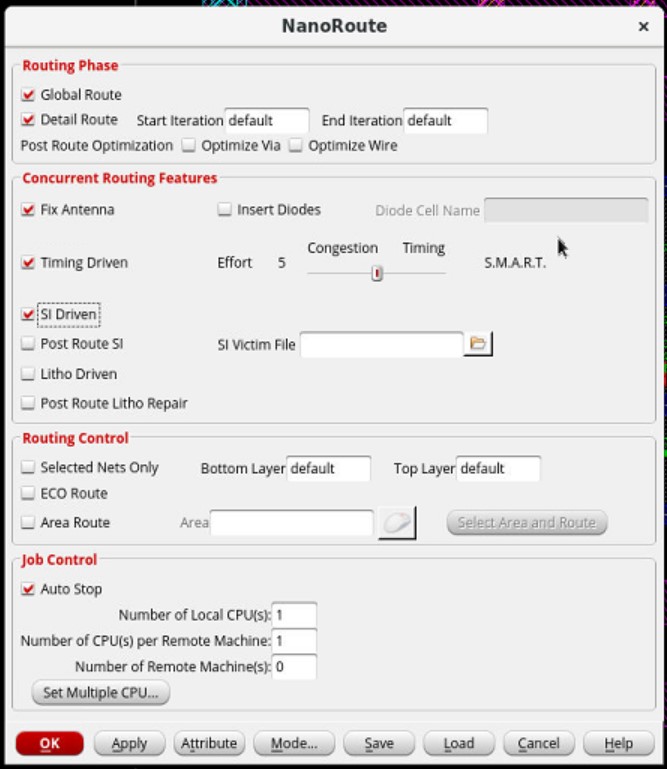 NanoRoute ×
Routing Phase
Global Route
Detail Route Start Iteration default End Iteration default
Post Route Optimization Optimize Via Optimize Wire
Concurrent Routing Features
Fix Antenna Insert Diodes Diode Cell Name
Congestion Timing
Timing Driven Effort 5 S.M.A.R.T.
SI Driven
Post Route SI SI Victim File
Litho Driven
Post Route Litho Repair
Routing Control
Selected Nets Only Bottom Layer default Top Layer default
ECO Route
Area Route Area Select Area and Route
Job Control
Auto Stop
Number of Local CPU(s): 1
Number of CPU(s) per Remote Machine: 1
Number of Remote Machine(s): 0
Set Multiple CPU...
OK Apply Attribute Mode... Save Load Cancel Help